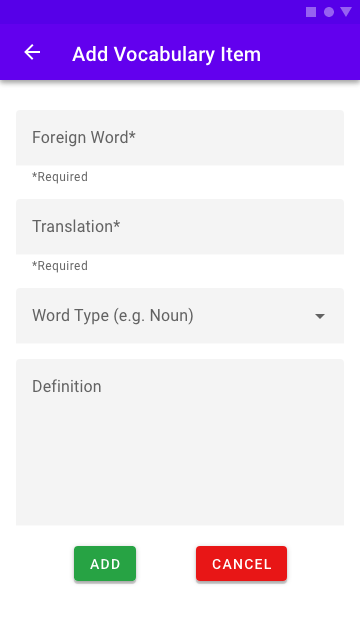 Add Vocabulary Item
Foreign Word*
*Required
Translation*
*Required
Word Type (e.g. Noun)
Definition
ADD CANCEL